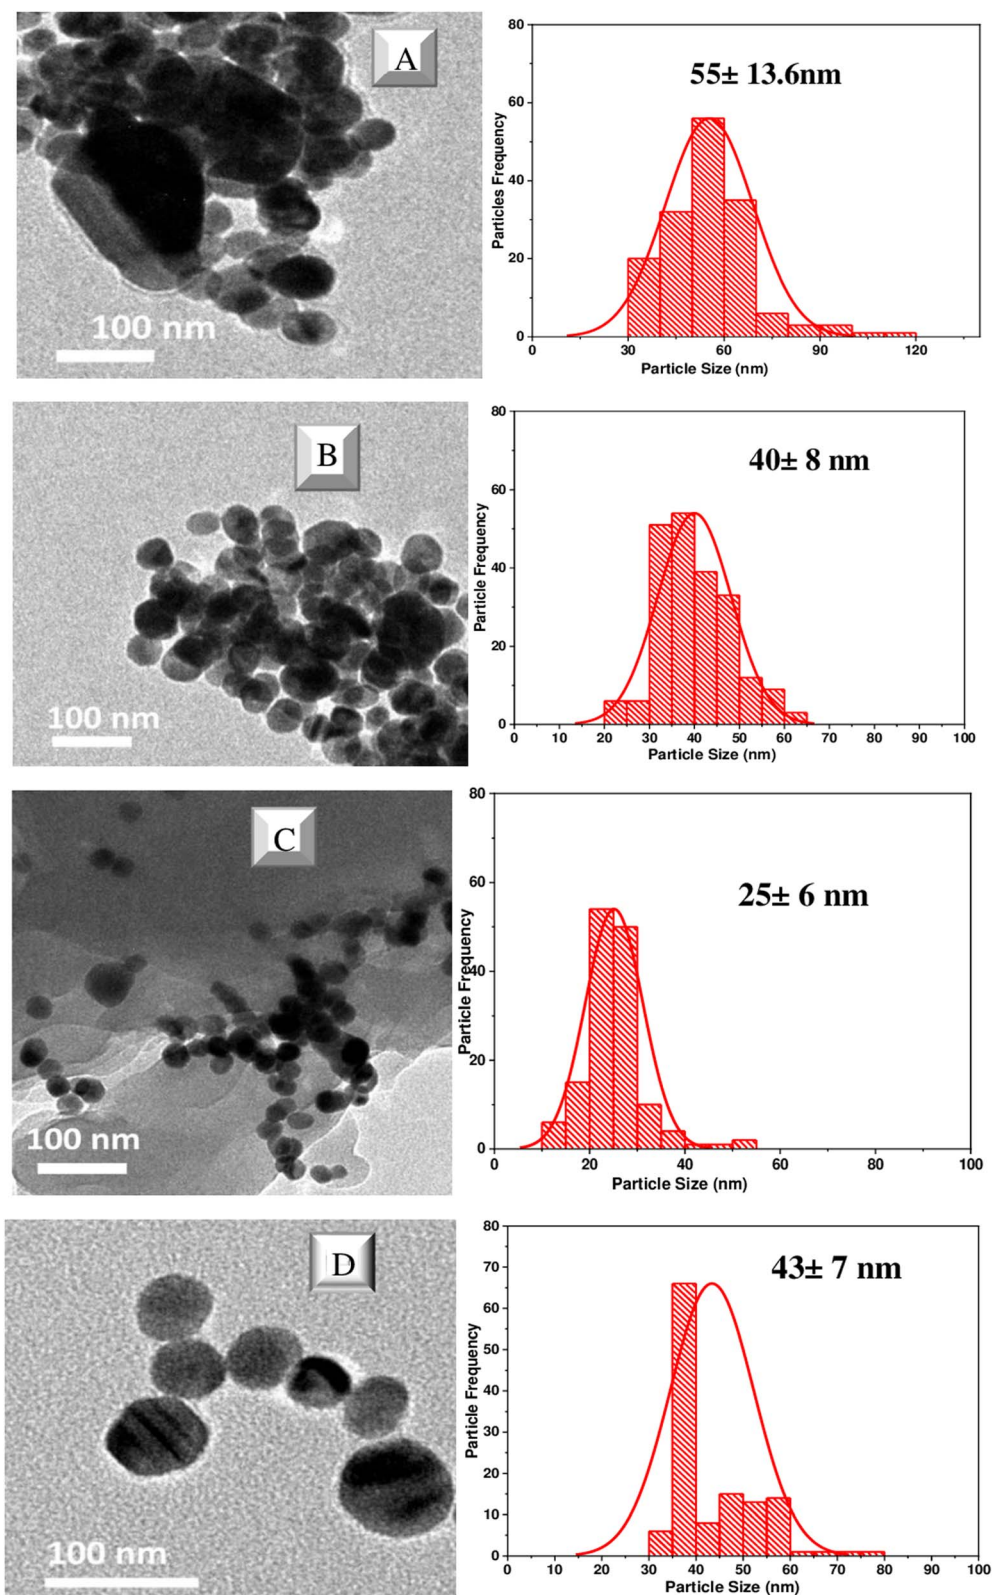 A
100 nm
55± 13.6nm
Particles Frequency
80
60
40
20
0
0 30 60 90 120
Particle Size (nm)
B
100 nm
40± 8 nm
Particle Frequency
80
60
40
20
0
0 10 20 30 40 50 60 70 80 90 100
Particle Size (nm)
C
100 nm
25± 6 nm
Particle Frequency
80
60
40
20
0
0 20 40 60 80 100
Particle Size (nm)
D
100 nm
43± 7 nm
Particle Frequency
80
70
60
50
40
30
20
10
0
0 10 20 30 40 50 60 70 80 90 100
Particle Size (nm)